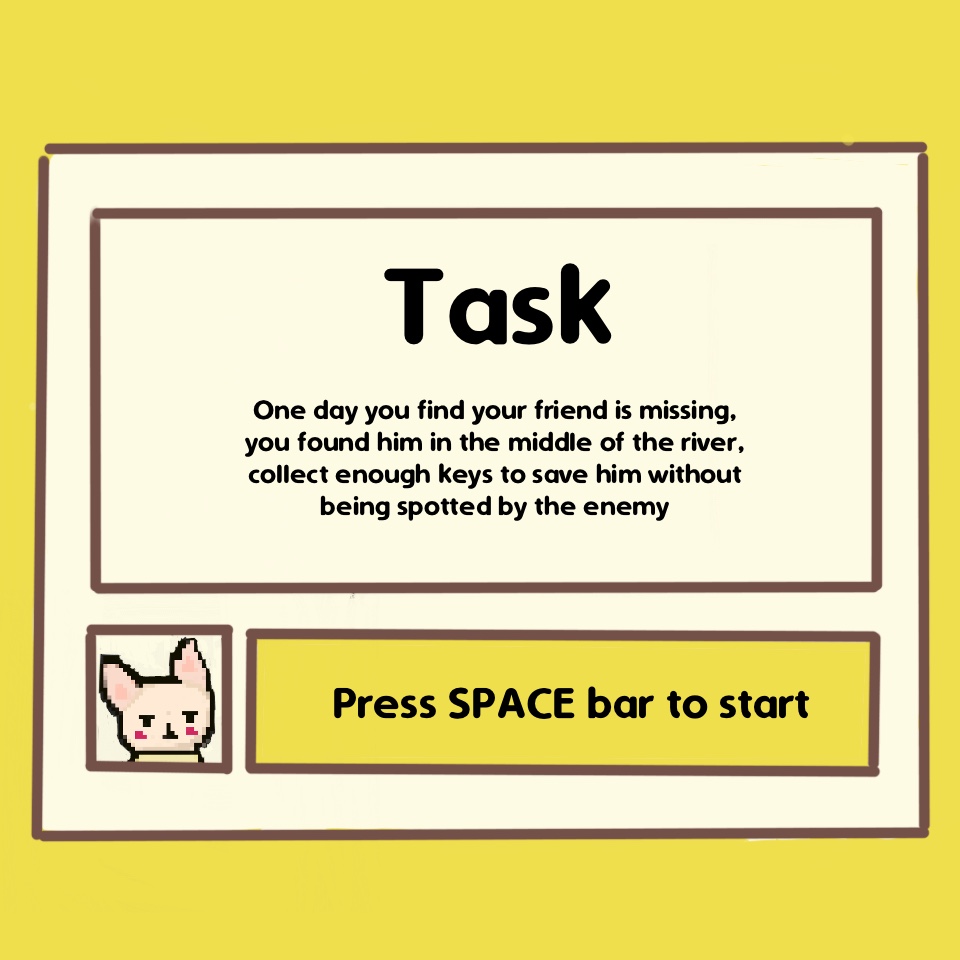 Task
One day you find your friend is missing,
you found him in the middle of the river,
collect enough keys to save him without
being spotted by the enemy
Press SPACE bar to start